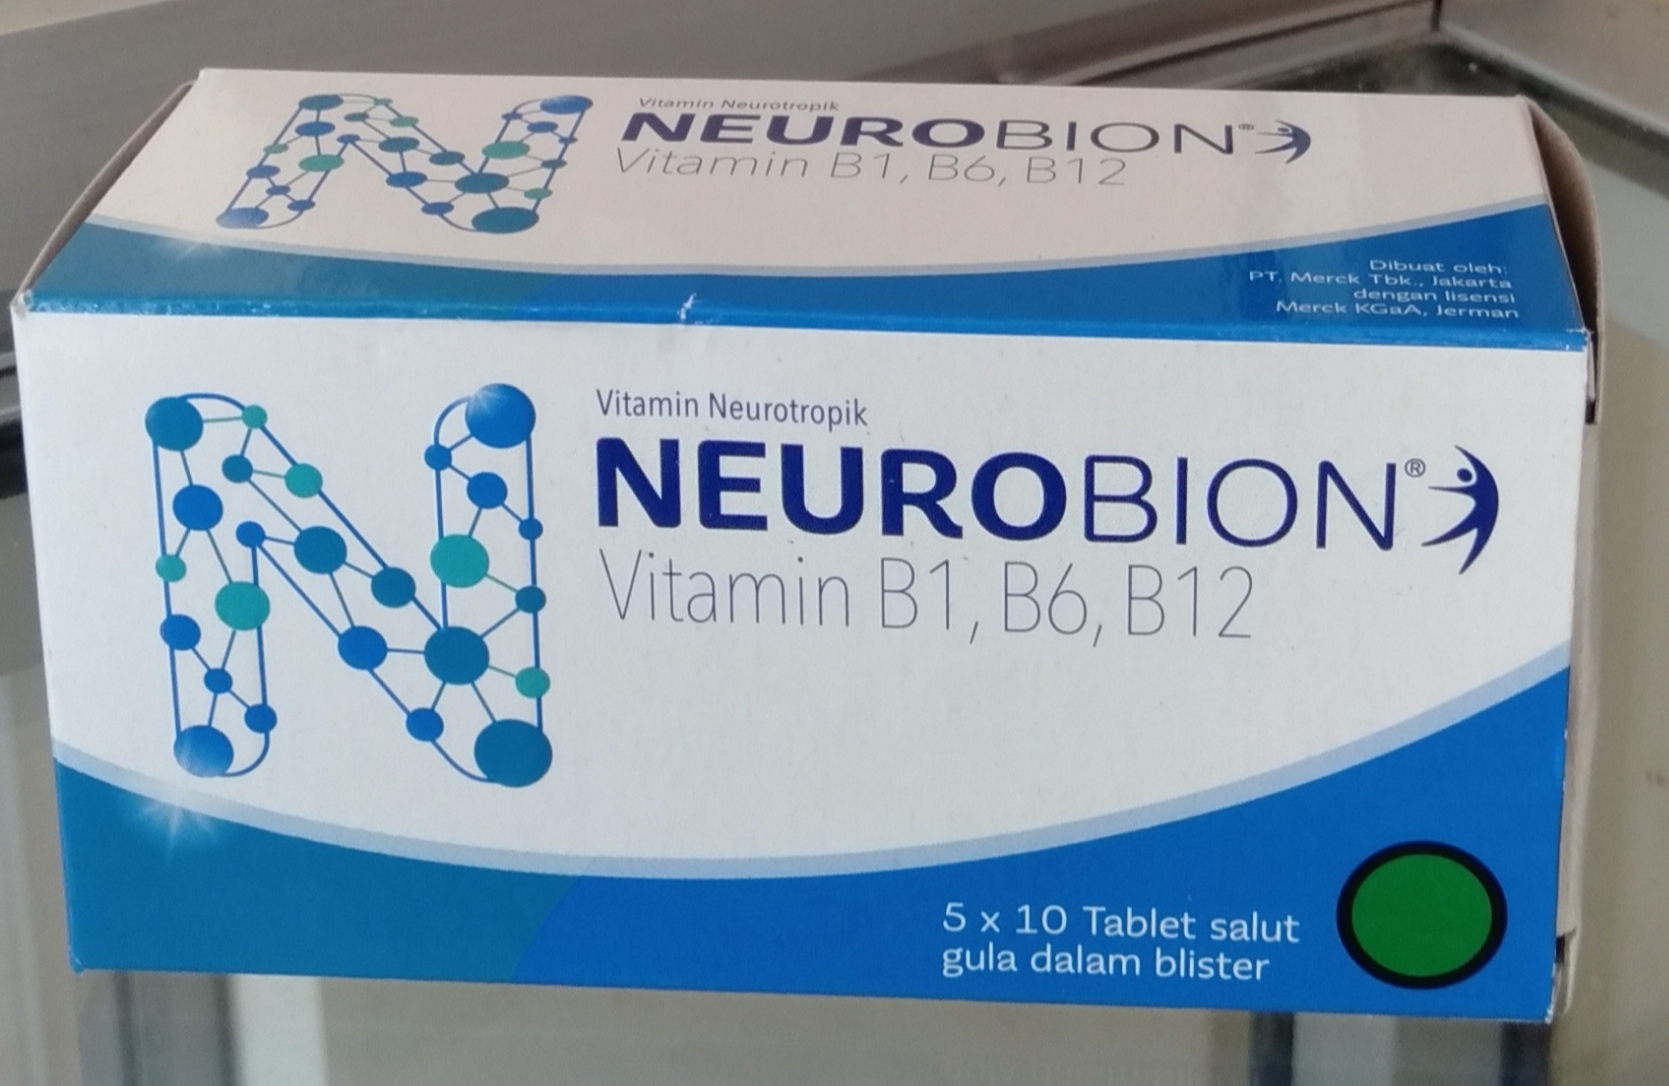 Vitamin Neurotropik
NEUROBION®
Vitamin B1, B6, B12
Dibuat oleh:
PT. Merck Tbk., Jakarta
dengan lisensi
Merck KGaA, Jerman
Vitamin Neurotropik
NEUROBION®
Vitamin B1, B6, B12
5 x 10 Tablet salut
gula dalam blister